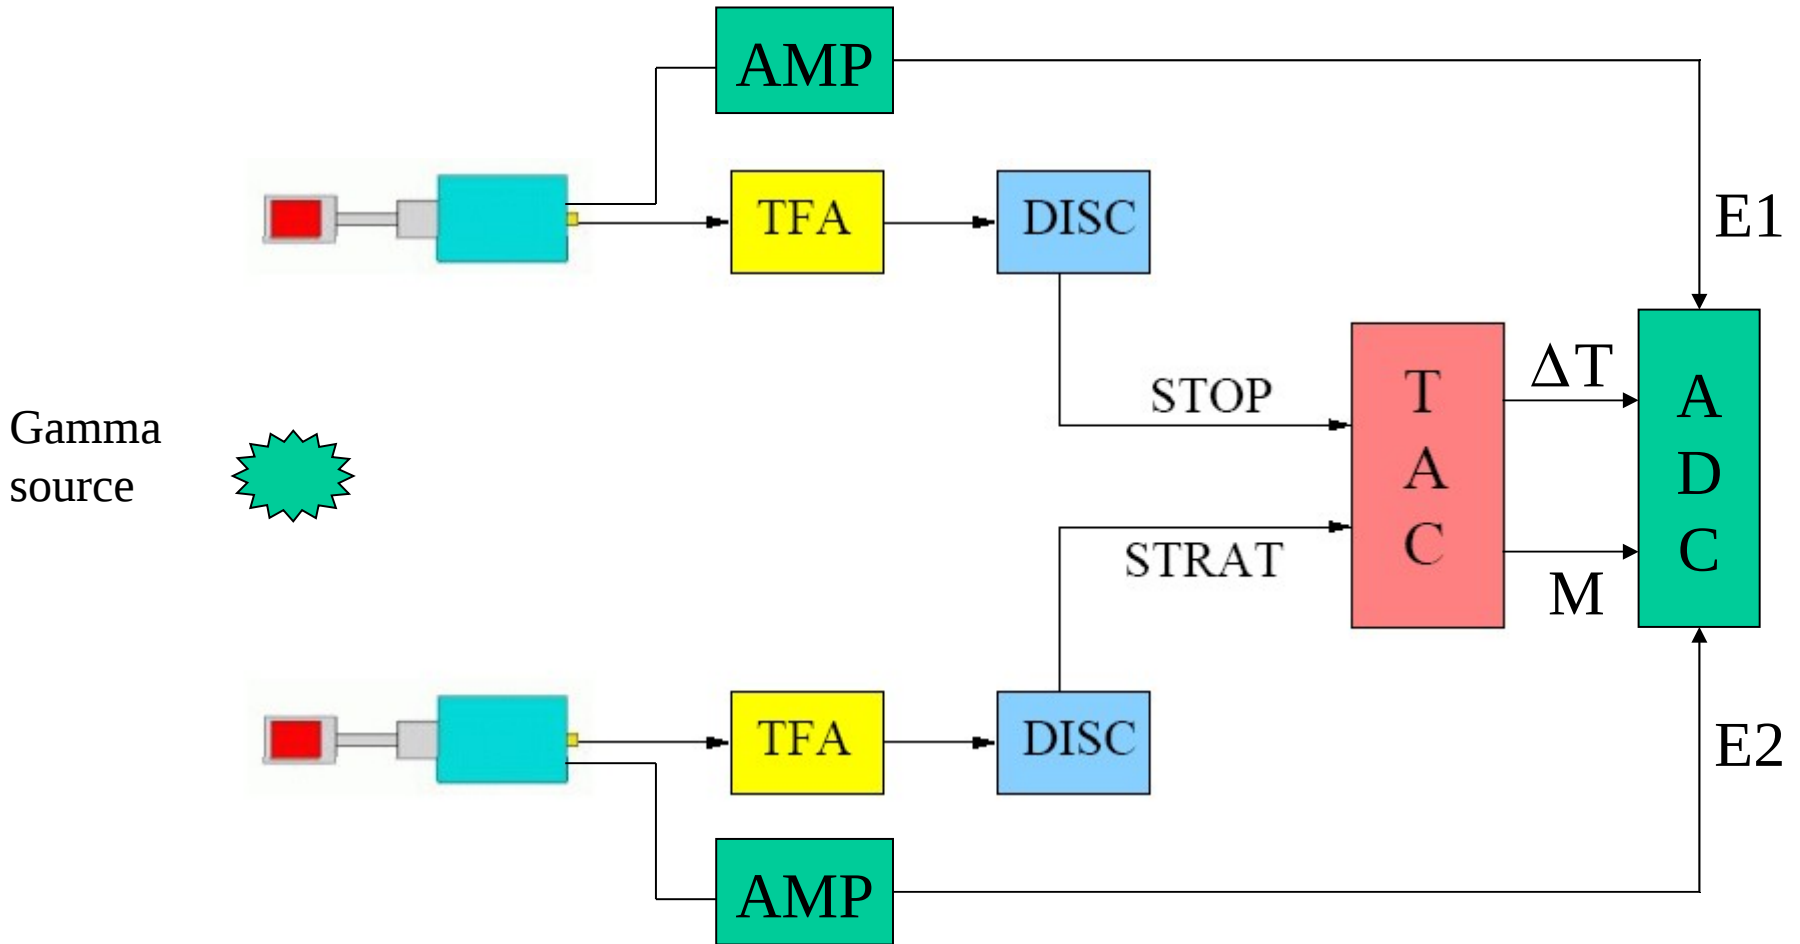 AMP
TFA
DISC
E1
STOP
T
A
C
ΔT
A
D
C
Gamma
source
STRAT
M
TFA
DISC
E2
AMP